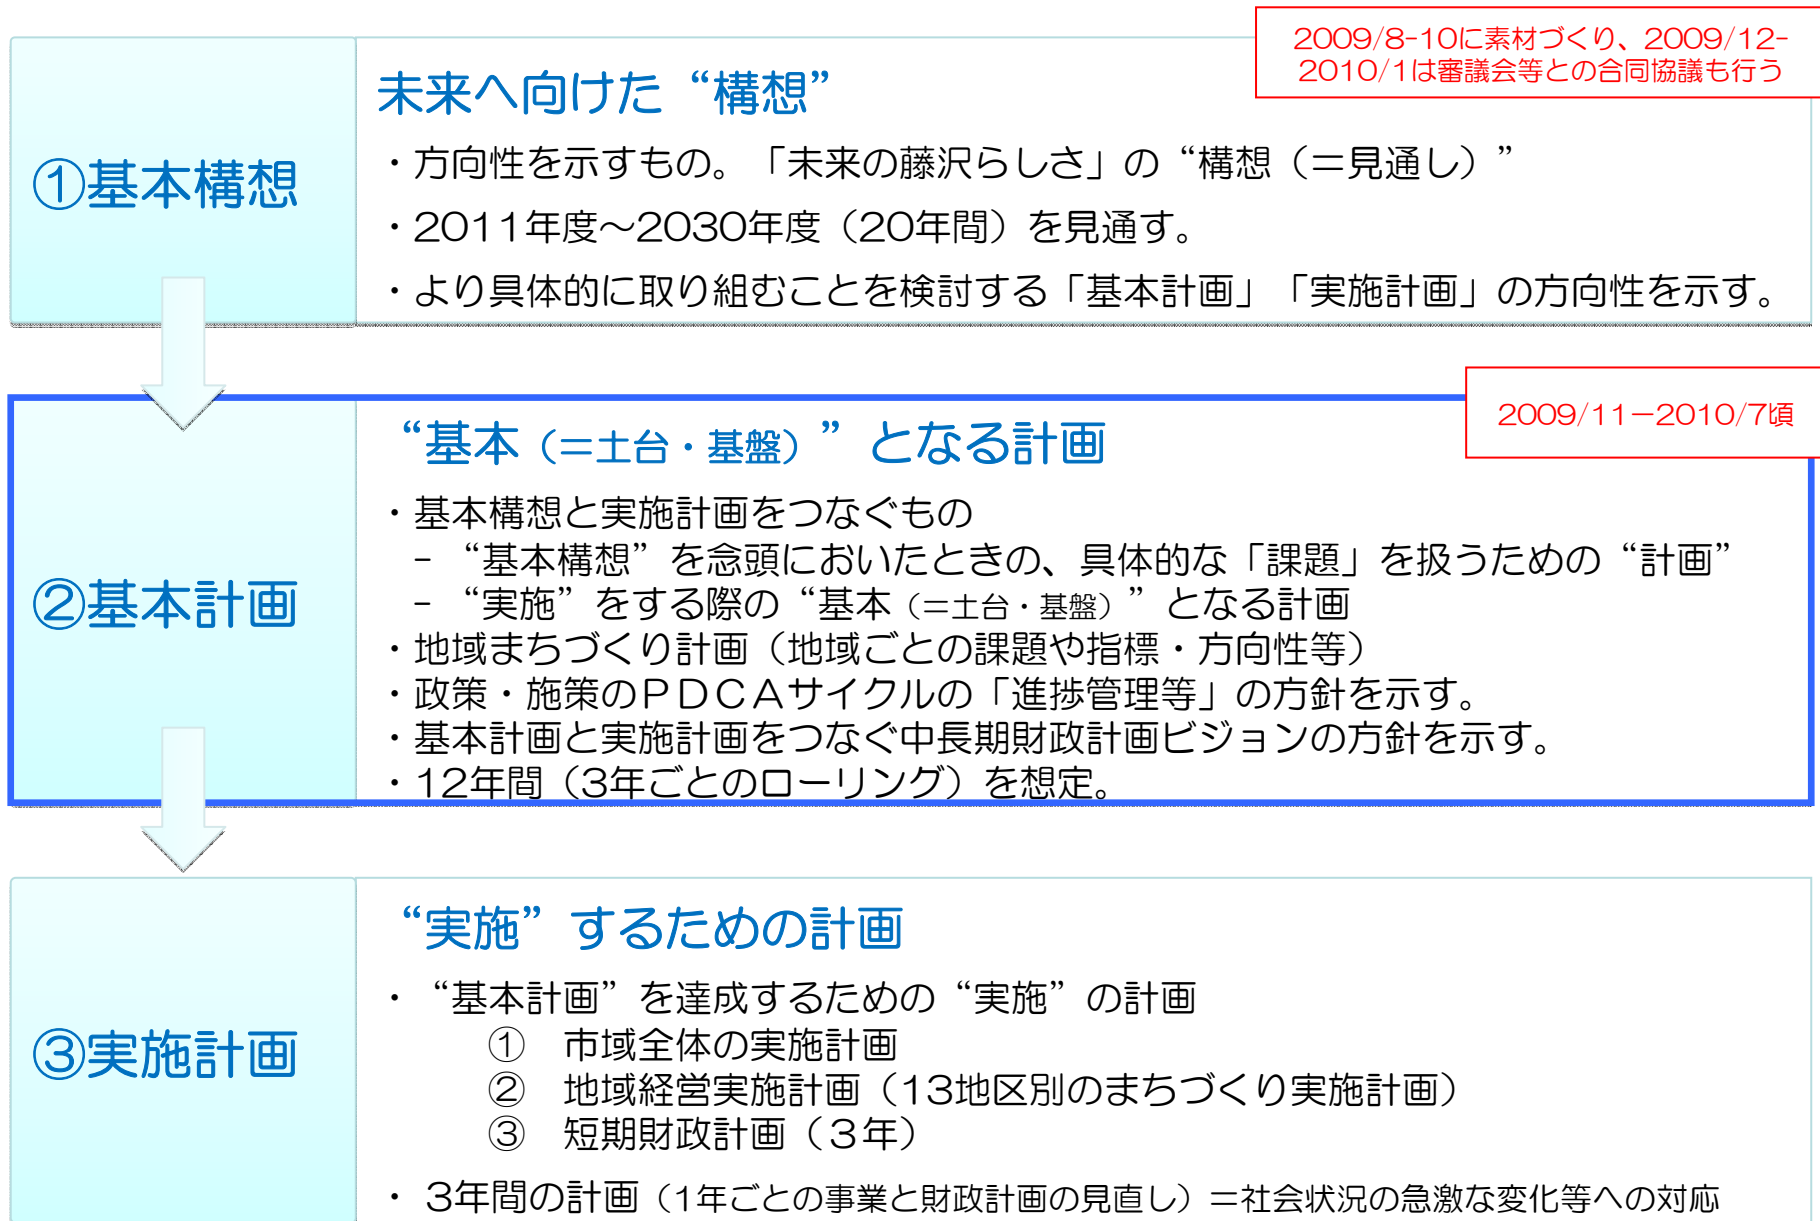 2009/8-10に素材づくり、2009/12-
2010/1は審議会等との合同協議も行う
①基本構想
未来へ向けた“構想”
・方向性を示すもの。「未来の藤沢らしさ」の“構想（＝見通し）”
・2011年度～2030年度（20年間）を見通す。
・より具体的に取り組むことを検討する「基本計画」「実施計画」の方向性を示す。
2009/11－2010/7頃
②基本計画
“基本（＝土台・基盤）”となる計画
・基本構想と実施計画をつなぐもの
－“基本構想”を念頭においたときの、具体的な「課題」を扱うための“計画”
－“実施”をする際の“基本（＝土台・基盤）”となる計画
・地域まちづくり計画（地域ごとの課題や指標・方向性等）
・政策・施策のＰＤＣＡサイクルの「進捗管理等」の方針を示す。
・基本計画と実施計画をつなぐ中長期財政計画ビジョンの方針を示す。
・12年間（3年ごとのローリング）を想定。
③実施計画
“実施”するための計画
・“基本計画”を達成するための“実施”の計画
①　市域全体の実施計画
②　地域経営実施計画（13地区別のまちづくり実施計画）
③　短期財政計画（３年）
・3年間の計画（1年ごとの事業と財政計画の見直し）＝社会状況の急激な変化等への対応